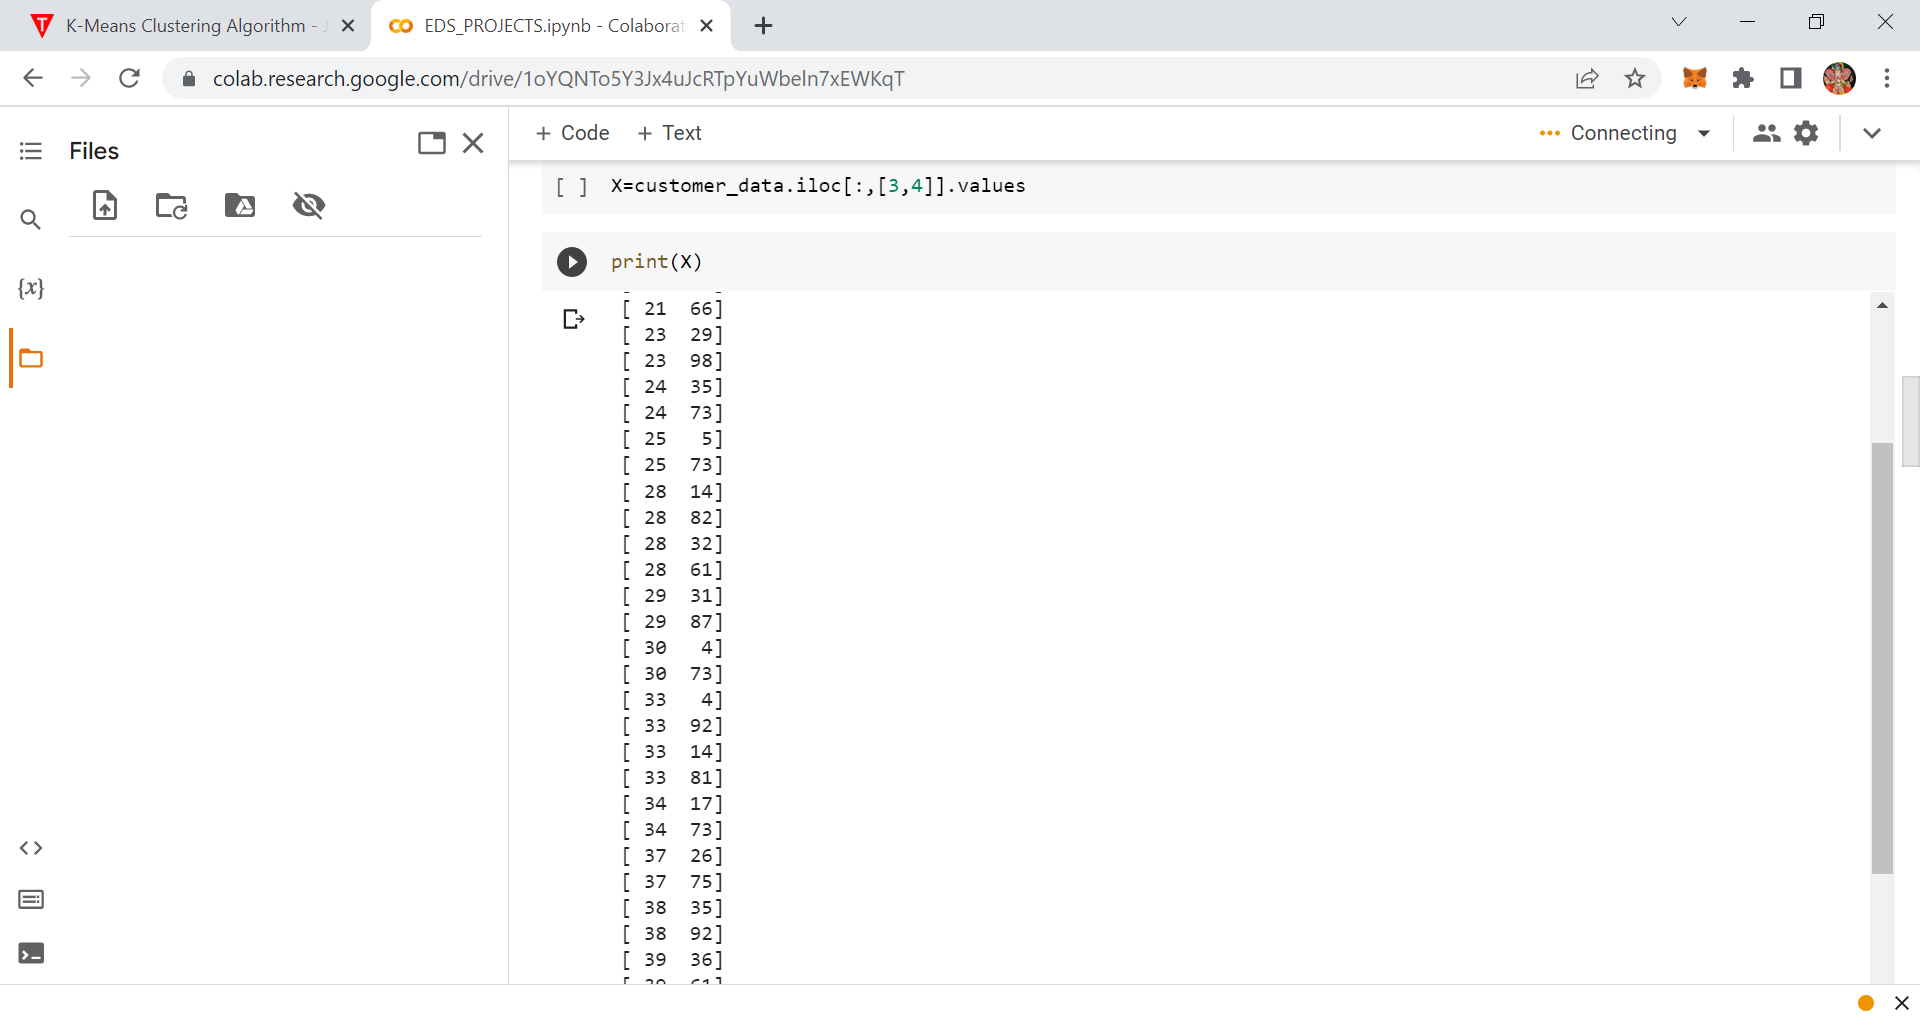 K-Means Clustering Algorithm -
EDS_PROJECTS.ipynb - Colaborat
colab.research.google.com/drive/1oYQNTo5Y3Jx4uJcRTpYuWbeln7xEWKqT
Files
+ Code + Text
Connecting
{x}
[ ] X=customer_data.iloc[:,[3,4]].values
print(X)
[ 21 66]
[ 23 29]
[ 23 98]
[ 24 35]
[ 24 73]
[ 25 5]
[ 25 73]
[ 28 14]
[ 28 82]
[ 28 32]
[ 28 61]
[ 29 31]
[ 29 87]
[ 30 4]
[ 30 73]
[ 33 4]
[ 33 92]
[ 33 14]
[ 33 81]
[ 34 17]
[ 34 73]
[ 37 26]
[ 37 75]
[ 38 35]
[ 38 92]
[ 39 36]
[ 39 61]